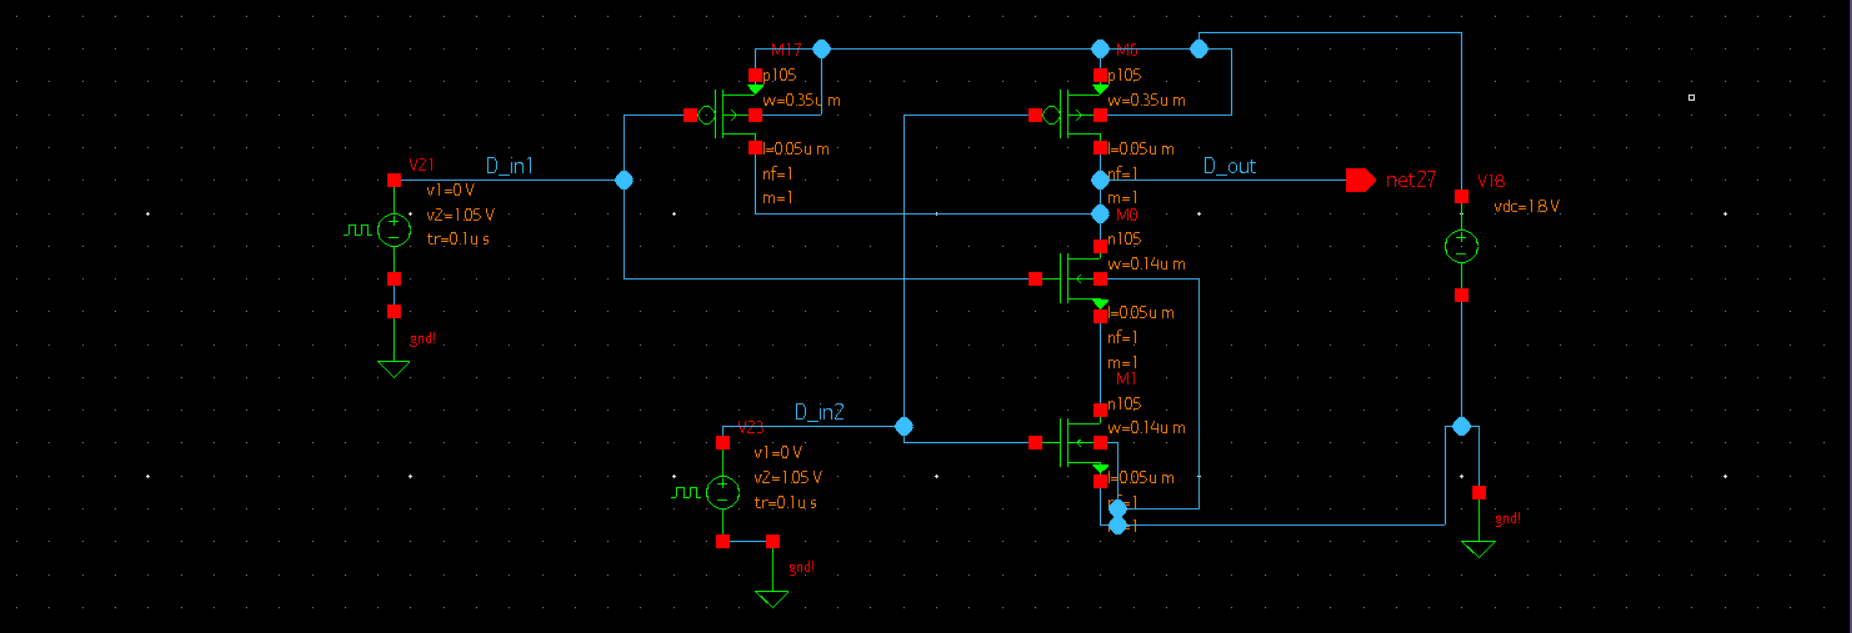 M17
p105
w=0.35u m
l=0.05u m
nf=1
m=1
M6
p105
w=0.35u m
l=0.05u m
nf=1
m=1
V21
D_in1
v1=0 V
v2=1.05 V
tr=0.1u s
gnd!
D_out
net27
V18
vdc=1.8 V
M0
n105
w=0.14u m
l=0.05u m
nf=1
m=1
M1
n105
w=0.14u m
l=0.05u m
D_in2
V23
v1=0 V
v2=1.05 V
tr=0.1u s
gnd!
gnd!